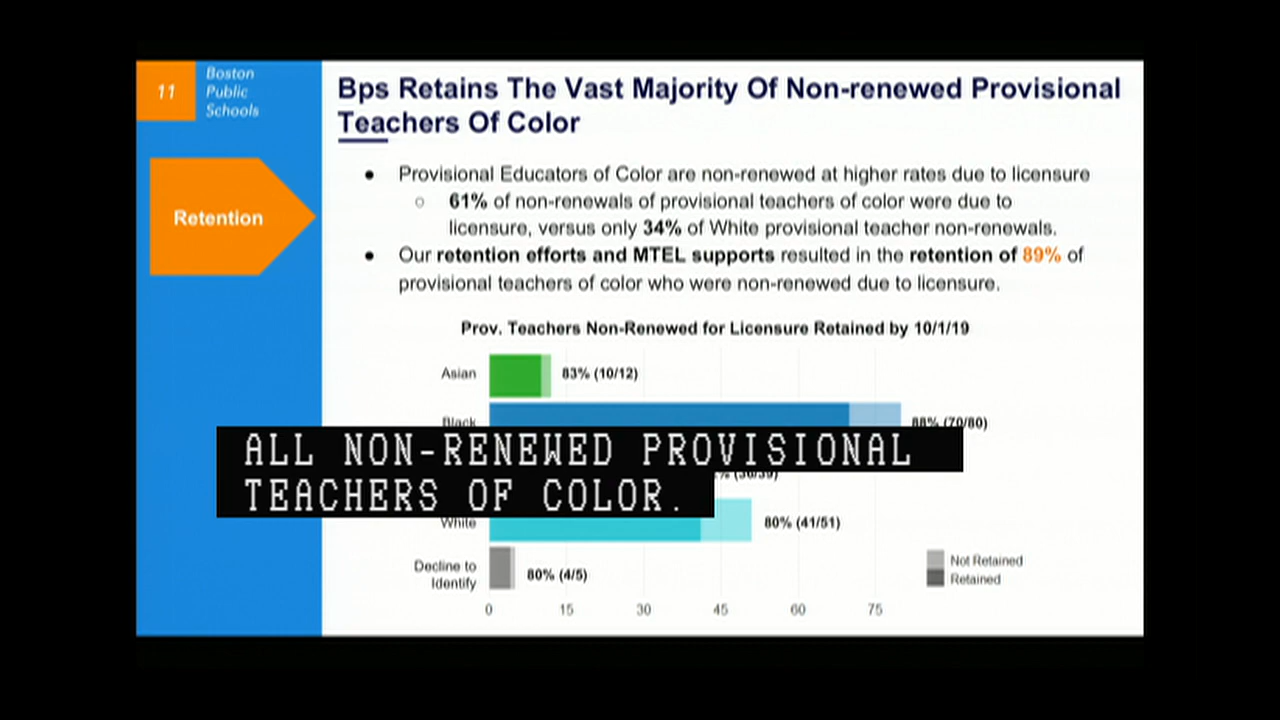 11
Boston
Public
Schools
Retention
Bps Retains The Vast Majority Of Non-renewed Provisional
Teachers Of Color
● Provisional Educators of Color are non-renewed at higher rates due to licensure
○ 61% of non-renewals of provisional teachers of color were due to
licensure, versus only 34% of White provisional teacher non-renewals.
● Our retention efforts and MTEL supports resulted in the retention of 89% of
provisional teachers of color who were non-renewed due to licensure.
Prov. Teachers Non-Renewed for Licensure Retained by 10/1/19
Asian 83% (10/12)
Black 88% (70/80)
ALL NON-RENEWED PROVISIONAL
TEACHERS OF COLOR.
White 80% (41/51)
Decline to
Identify 80% (4/5)
Not Retained
Retained
0 15 30 45 60 75